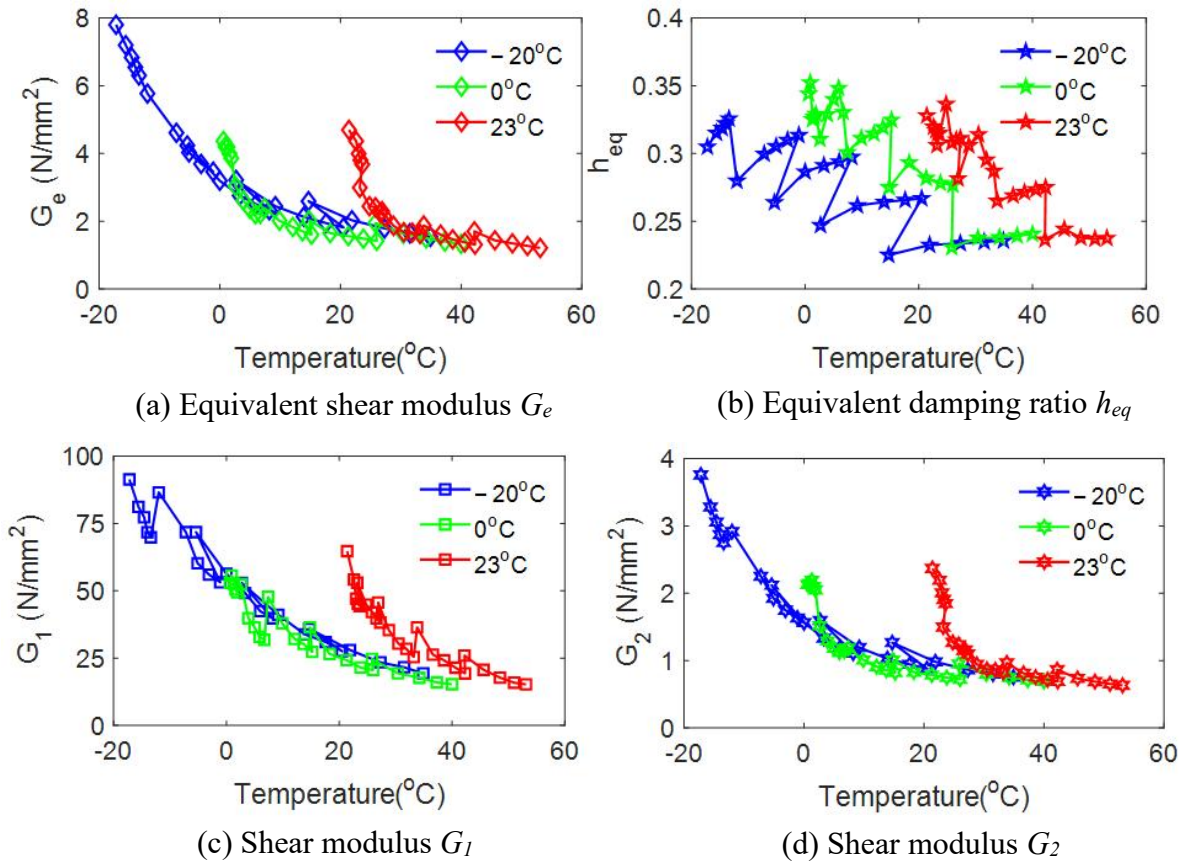 8
6
4
2
0
-20
0
20
40
60
Temperature(°C)
Gₑ (N/mm²)
− 20°C
0°C
23°C
(a) Equivalent shear modulus Gₑ
0.4
0.35
0.3
0.25
0.2
-20
0
20
40
60
Temperature(°C)
h_eq
− 20°C
0°C
23°C
(b) Equivalent damping ratio h_eq
100
75
50
25
0
-20
0
20
40
60
Temperature(°C)
G₁ (N/mm²)
− 20°C
0°C
23°C
(c) Shear modulus G₁
4
3
2
1
0
-20
0
20
40
60
Temperature(°C)
G₂ (N/mm²)
− 20°C
0°C
23°C
(d) Shear modulus G₂